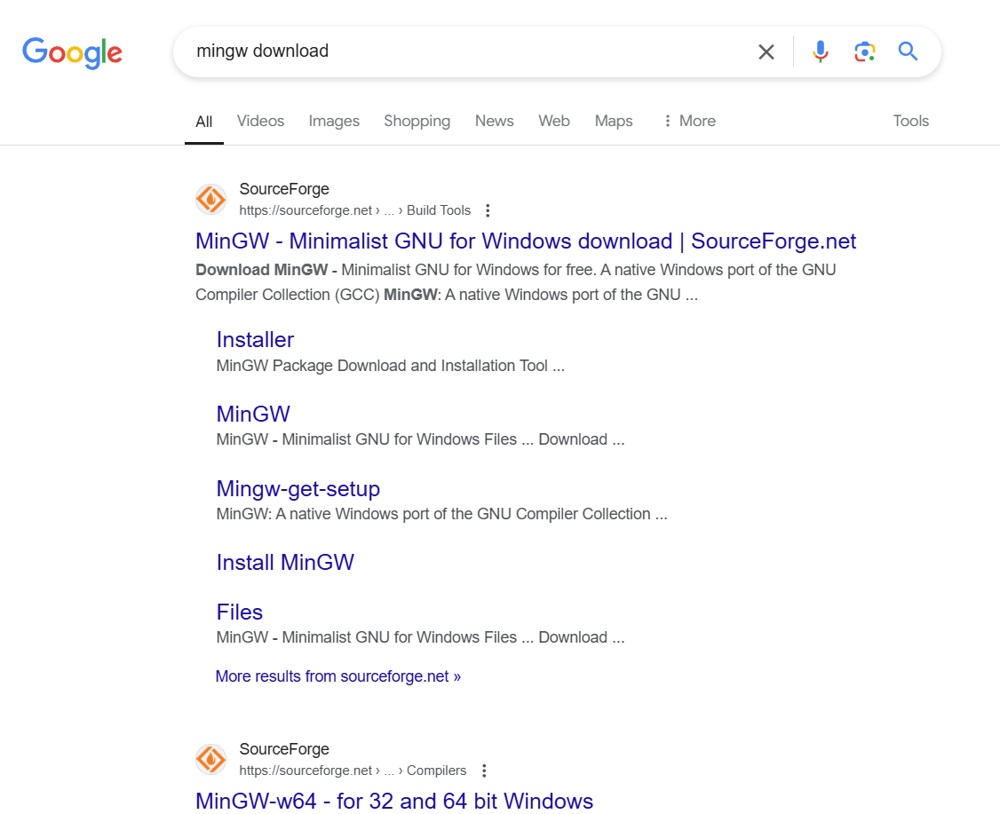 Google
mingw download
All Videos Images Shopping News Web Maps More Tools
SourceForge
https://sourceforge.net › ... › Build Tools
MinGW - Minimalist GNU for Windows download | SourceForge.net
Download MinGW - Minimalist GNU for Windows for free. A native Windows port of the GNU
Compiler Collection (GCC) MinGW: A native Windows port of the GNU ...
Installer
MinGW Package Download and Installation Tool ...
MinGW
MinGW - Minimalist GNU for Windows Files ... Download ...
Mingw-get-setup
MinGW: A native Windows port of the GNU Compiler Collection ...
Install MinGW
Files
MinGW - Minimalist GNU for Windows Files ... Download ...
More results from sourceforge.net »
SourceForge
https://sourceforge.net › ... › Compilers
MinGW-w64 - for 32 and 64 bit Windows